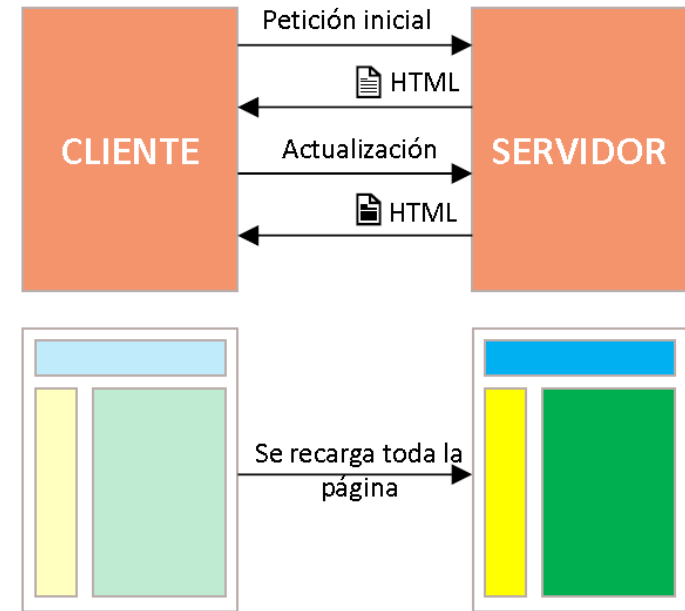 Petición inicial
HTML
CLIENTE
Actualización
SERVIDOR
HTML
Se recarga toda la
página